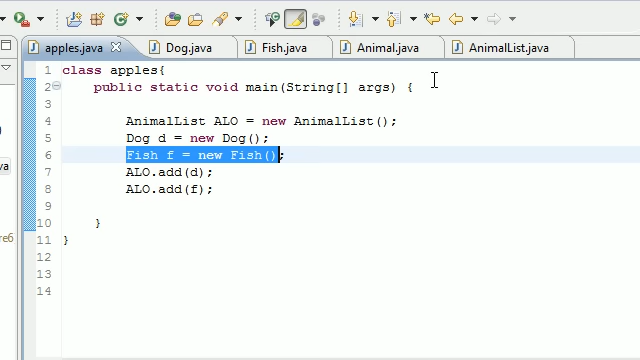 apples.java
Dog.java
Fish.java
Animal.java
AnimalList.java
1 class apples{
2 public static void main(String[] args) {
3
4 AnimalList ALO = new AnimalList();
5 Dog d = new Dog();
6 Fish f = new Fish();
7 ALO.add(d);
8 ALO.add(f);
9
10 }
11 }
12
13
14
va
re6